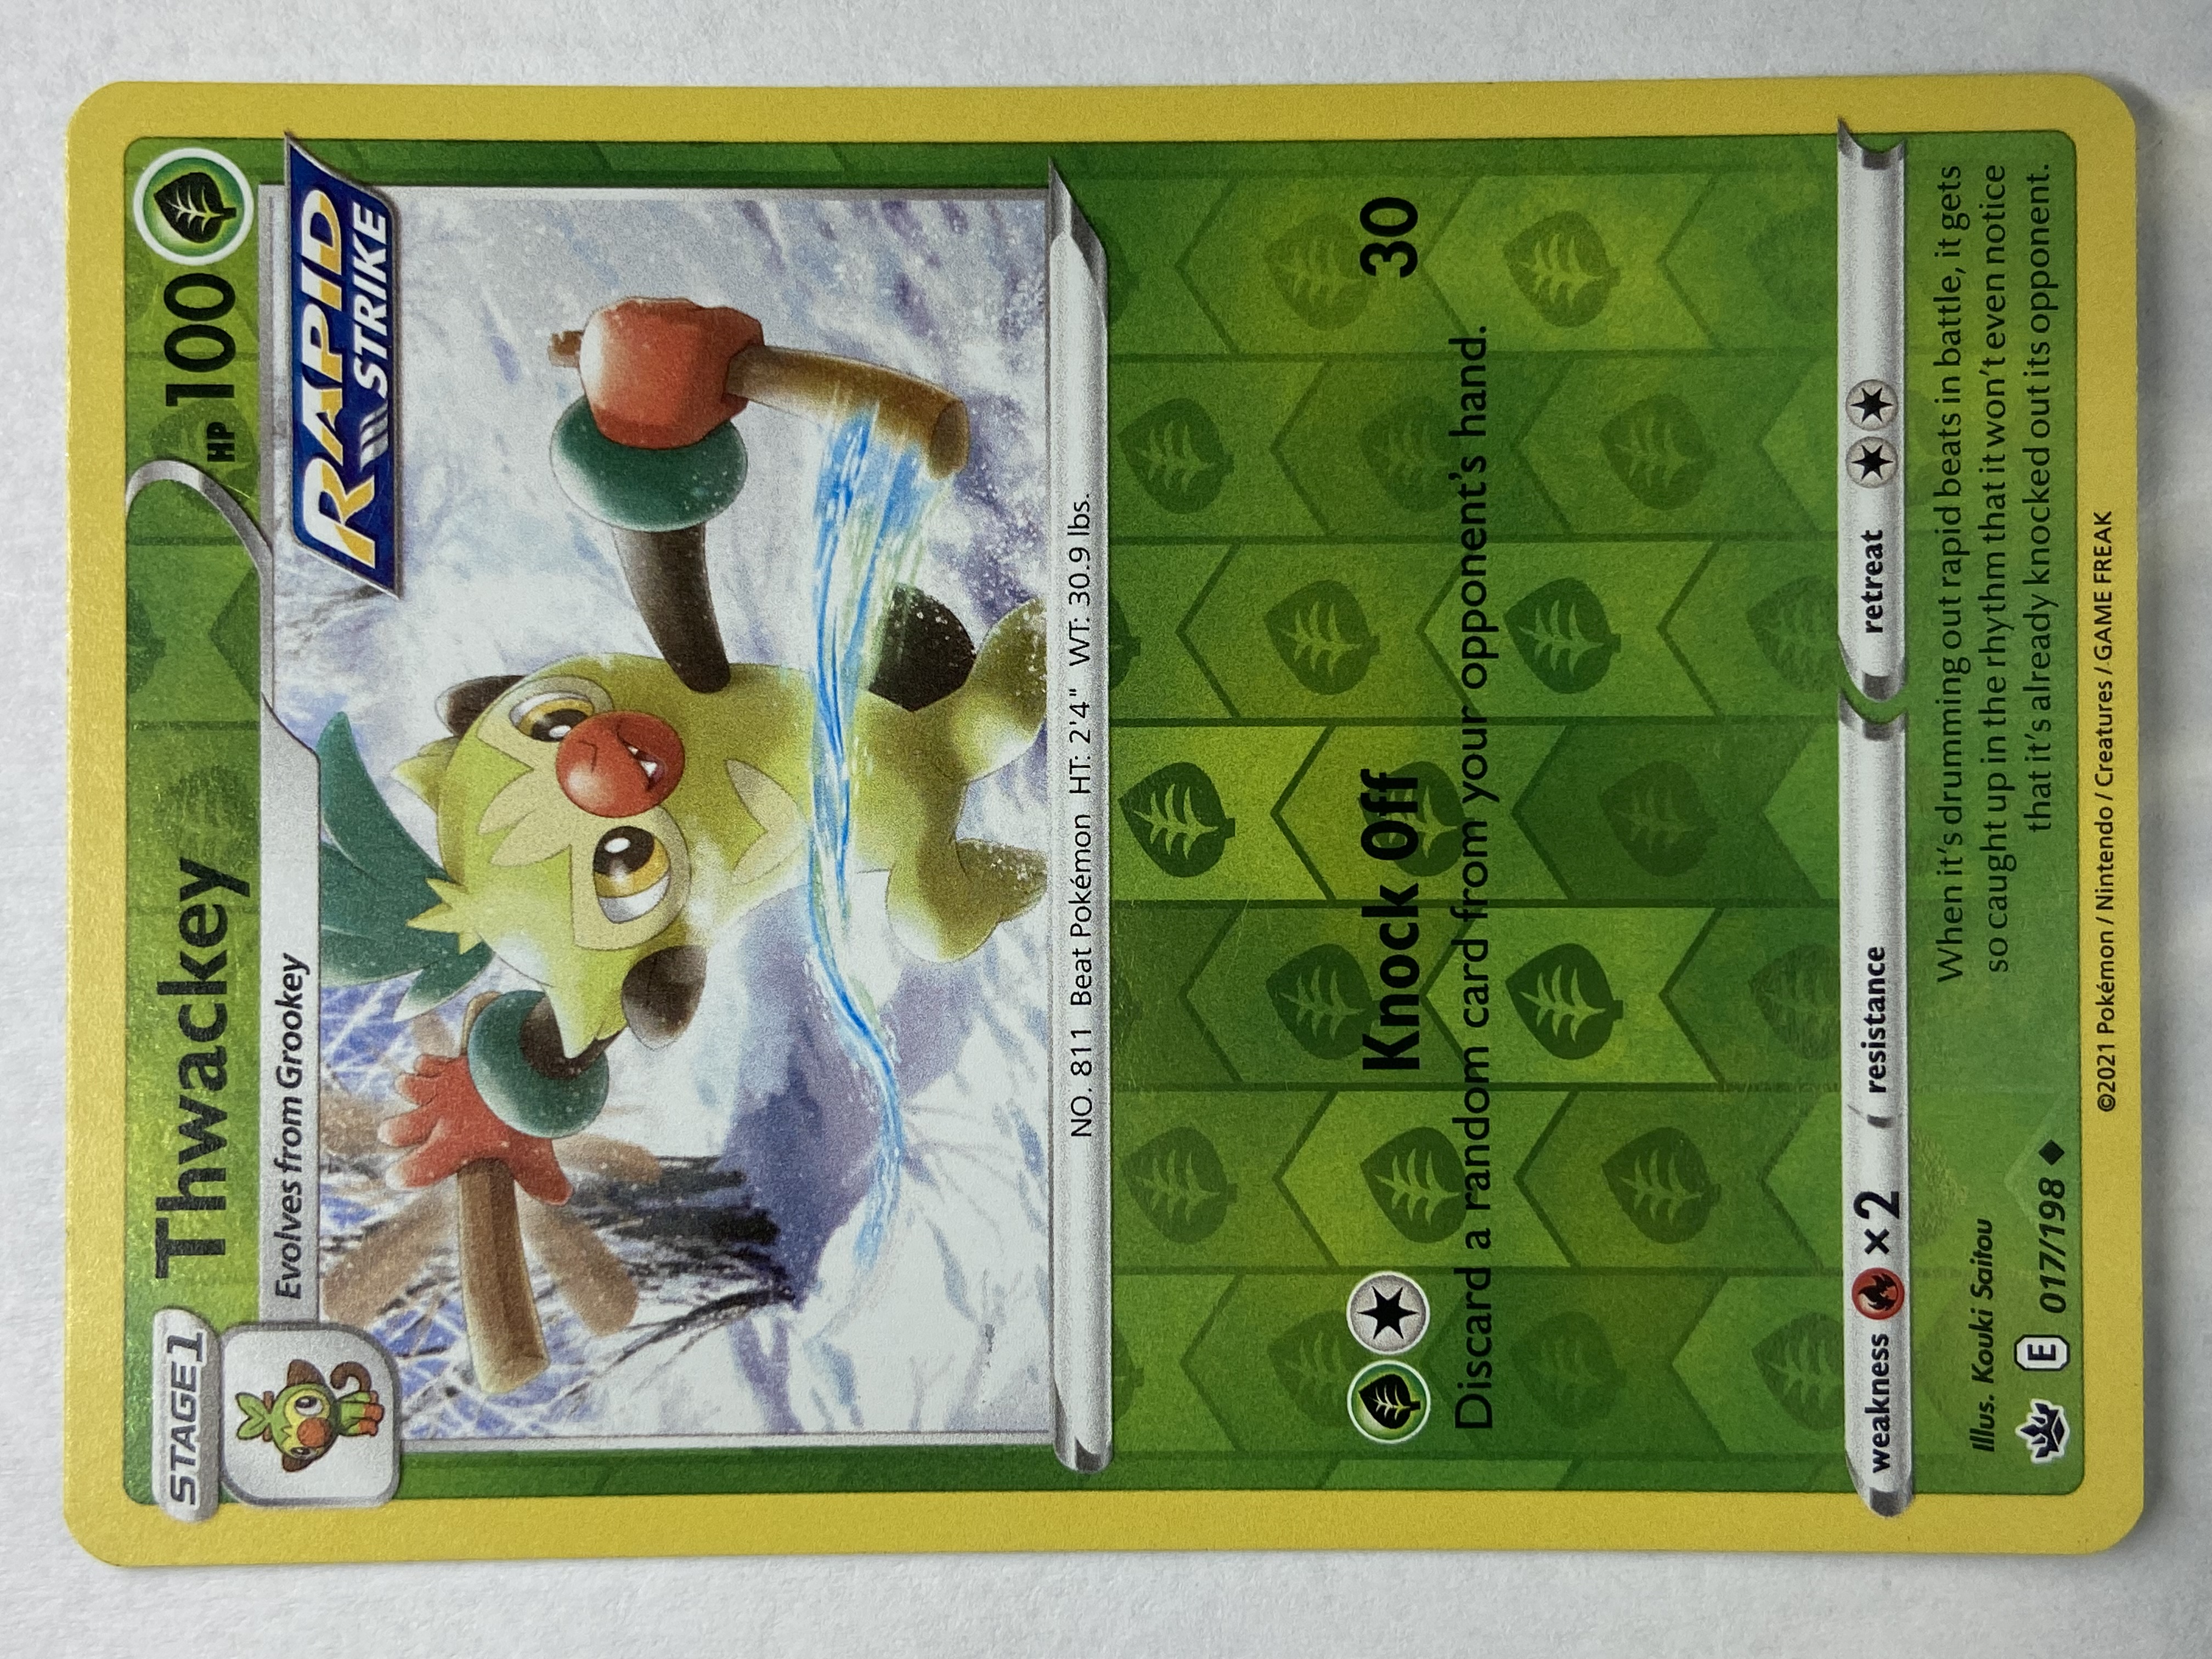 STAGE 1
Thwackey
HP 100
Evolves from Grookey
RAPID
STRIKE
NO. 811 Beat Pokémon HT: 2'4" WT: 30.9 lbs.
Knock Off 30
Discard a random card from your opponent's hand.
weakness ×2 resistance retreat
When it's drumming out rapid beats in battle, it gets
so caught up in the rhythm that it won't even notice
that it's already knocked out its opponent.
Illus. Kouki Saitou
E 017/198
©2021 Pokémon / Nintendo / Creatures / GAME FREAK